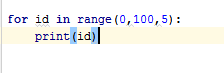 for id in range(0,100,5):
    print(id)